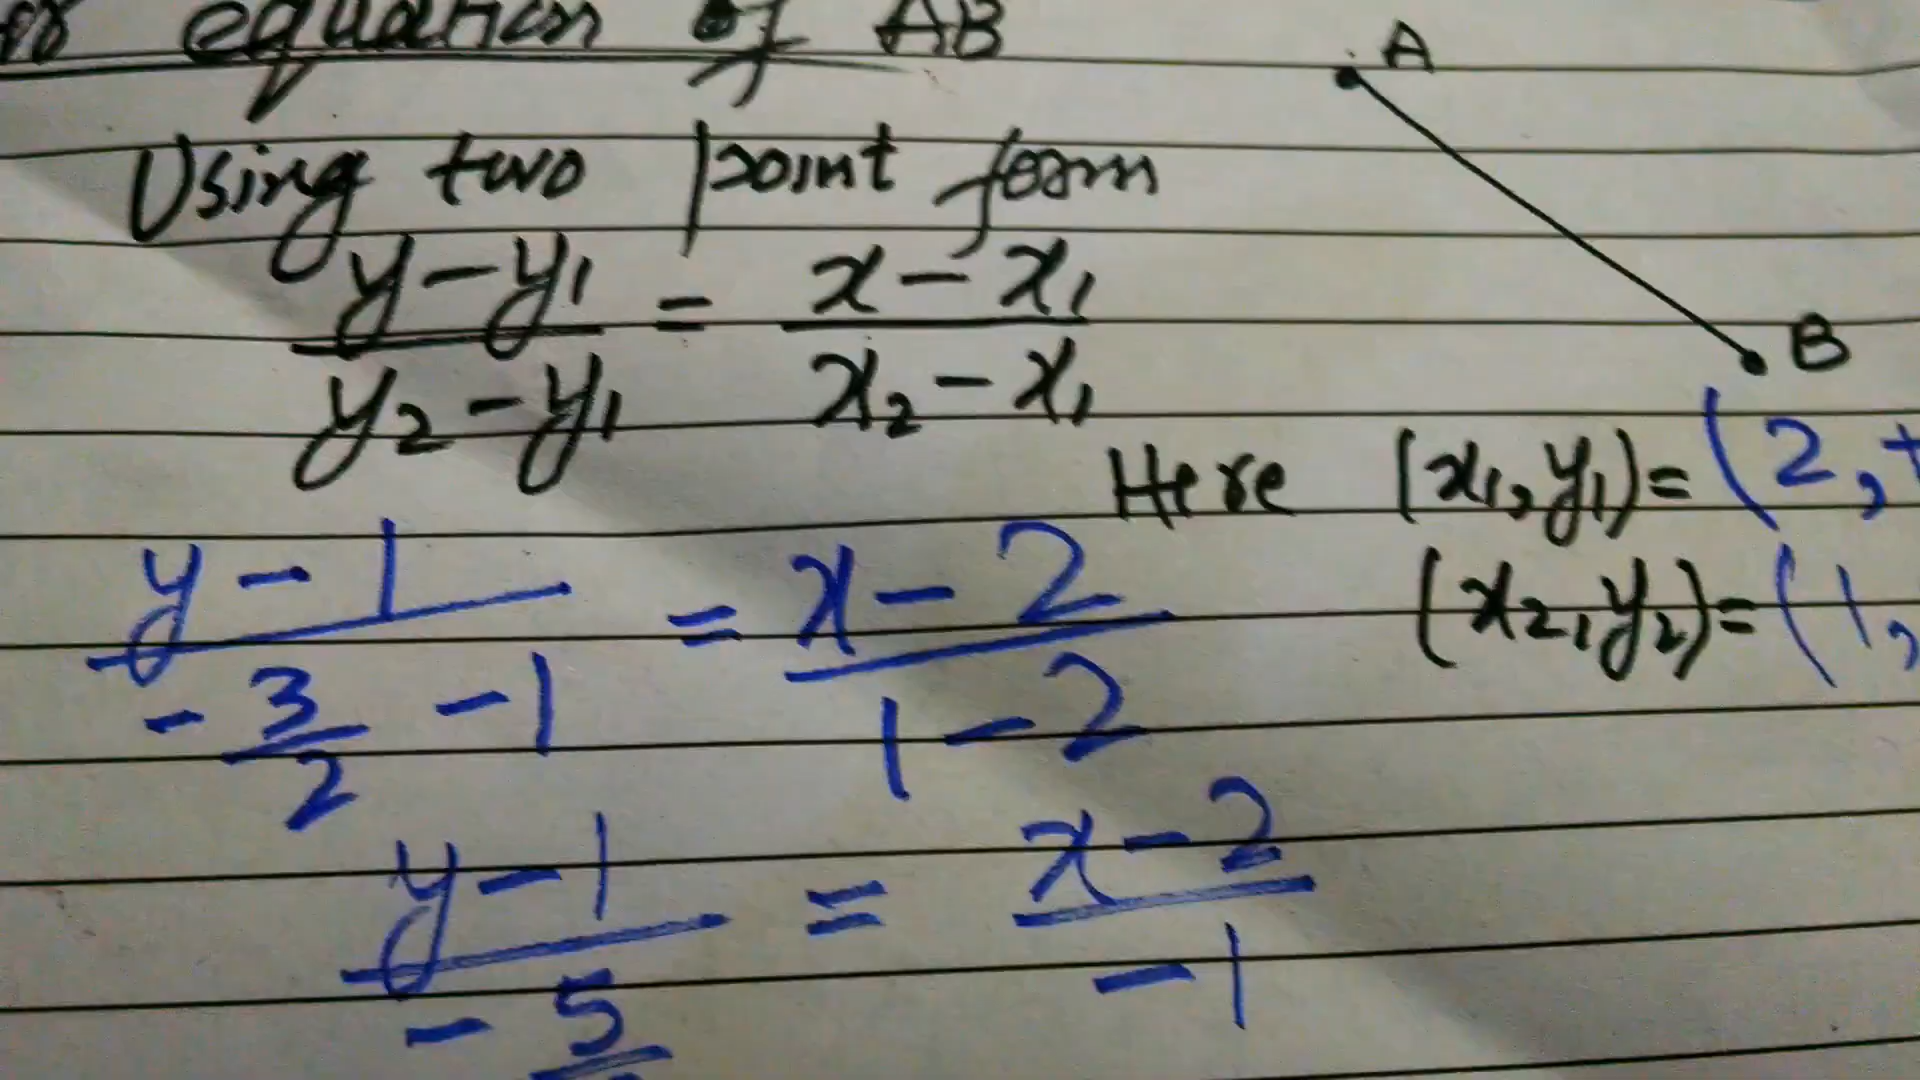 equation of AB
A
Using two point form
y-y₁/y₂-y₁ = x-x₁/x₂-x₁
B
Here (x₁,y₁)=(2,
(x₂,y₂)=(1,
y-1/-3/2-1 = x-2/1-2
y-1/-5/ = x-2/-1